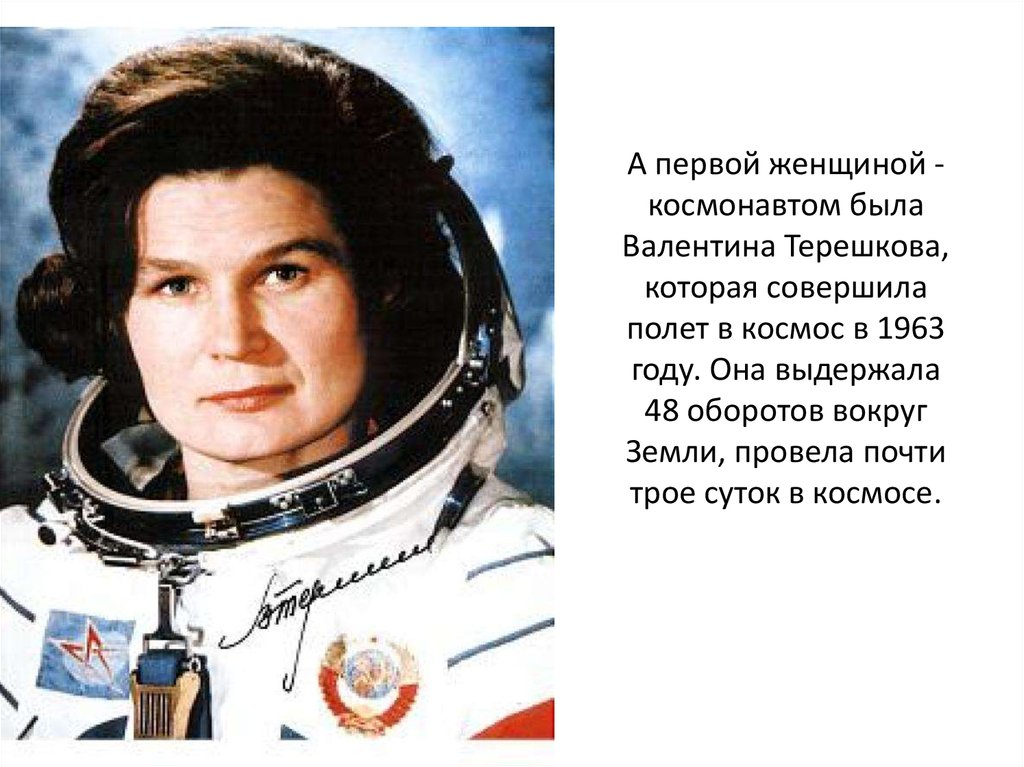 А первой женщиной -
космонавтом была
Валентина Терешкова,
которая совершила
полет в космос в 1963
году. Она выдержала
48 оборотов вокруг
Земли, провела почти
трое суток в космосе.